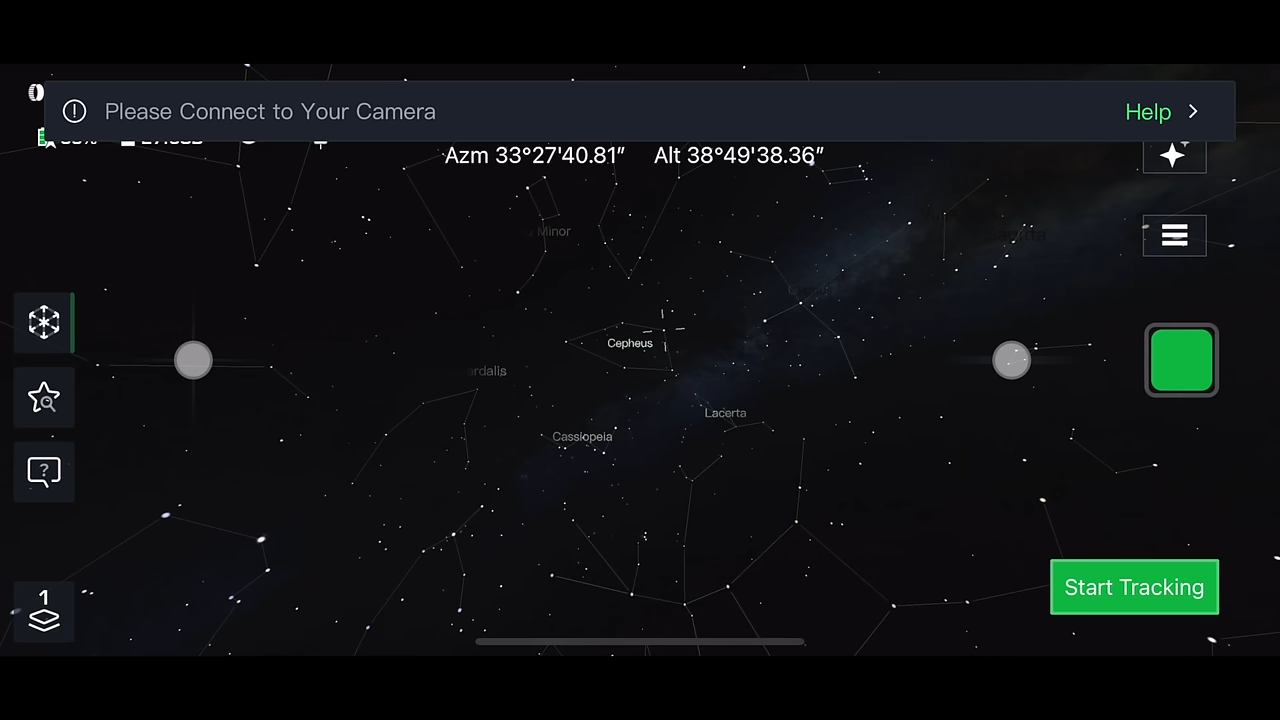 Please Connect to Your Camera
Help
Azm 33°27'40.81" Alt 38°49'38.36"
Minor
Cepheus
ardalis
Lacerta
Cassiopeia
1
Start Tracking